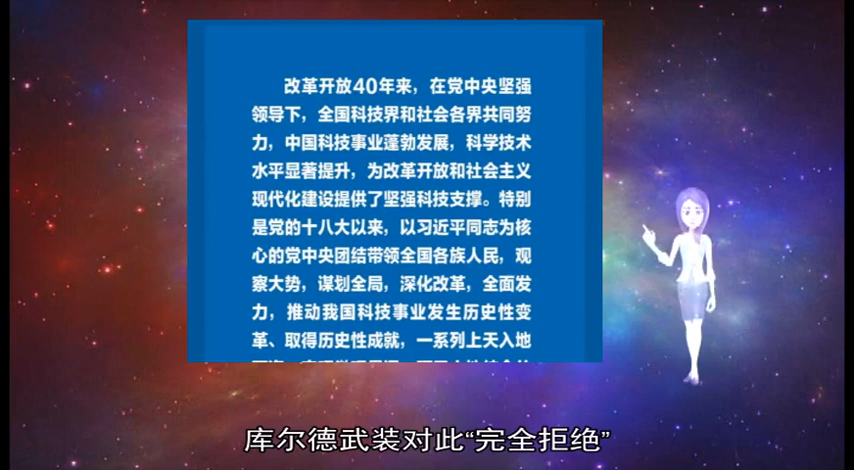 改革开放40年来，在党中央坚强
领导下，全国科技界和社会各界共同努
力，中国科技事业蓬勃发展，科学技术
水平显著提升，为改革开放和社会主义
现代化建设提供了坚强科技支撑。特别
是党的十八大以来，以习近平同志为核
心的党中央团结带领全国各族人民，观
察大势，谋划全局，深化改革，全面发
力，推动我国科技事业发生历史性变
革、取得历史性成就，一系列上天入地
库尔德武装对此“完全拒绝”